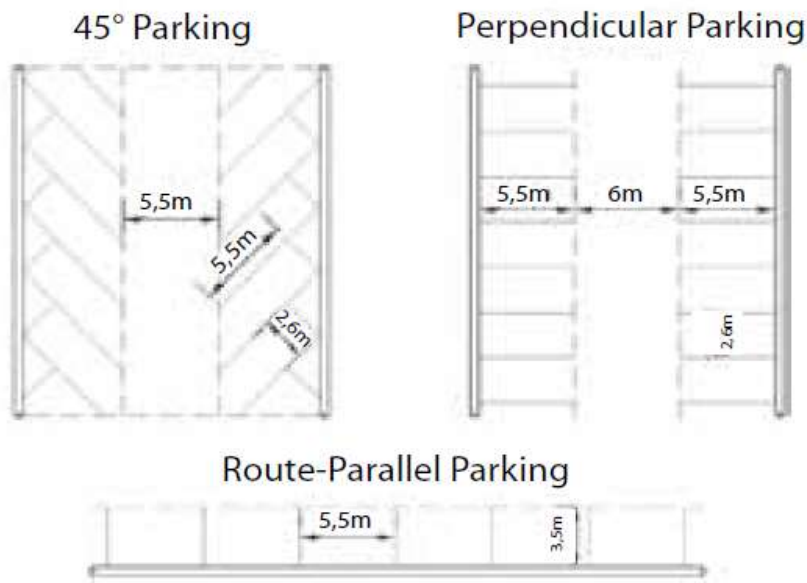 45° Parking
Perpendicular Parking
5,5m
5,5m
2,6m
5,5m
6m
5,5m
2,6m
Route-Parallel Parking
5,5m
3,5m